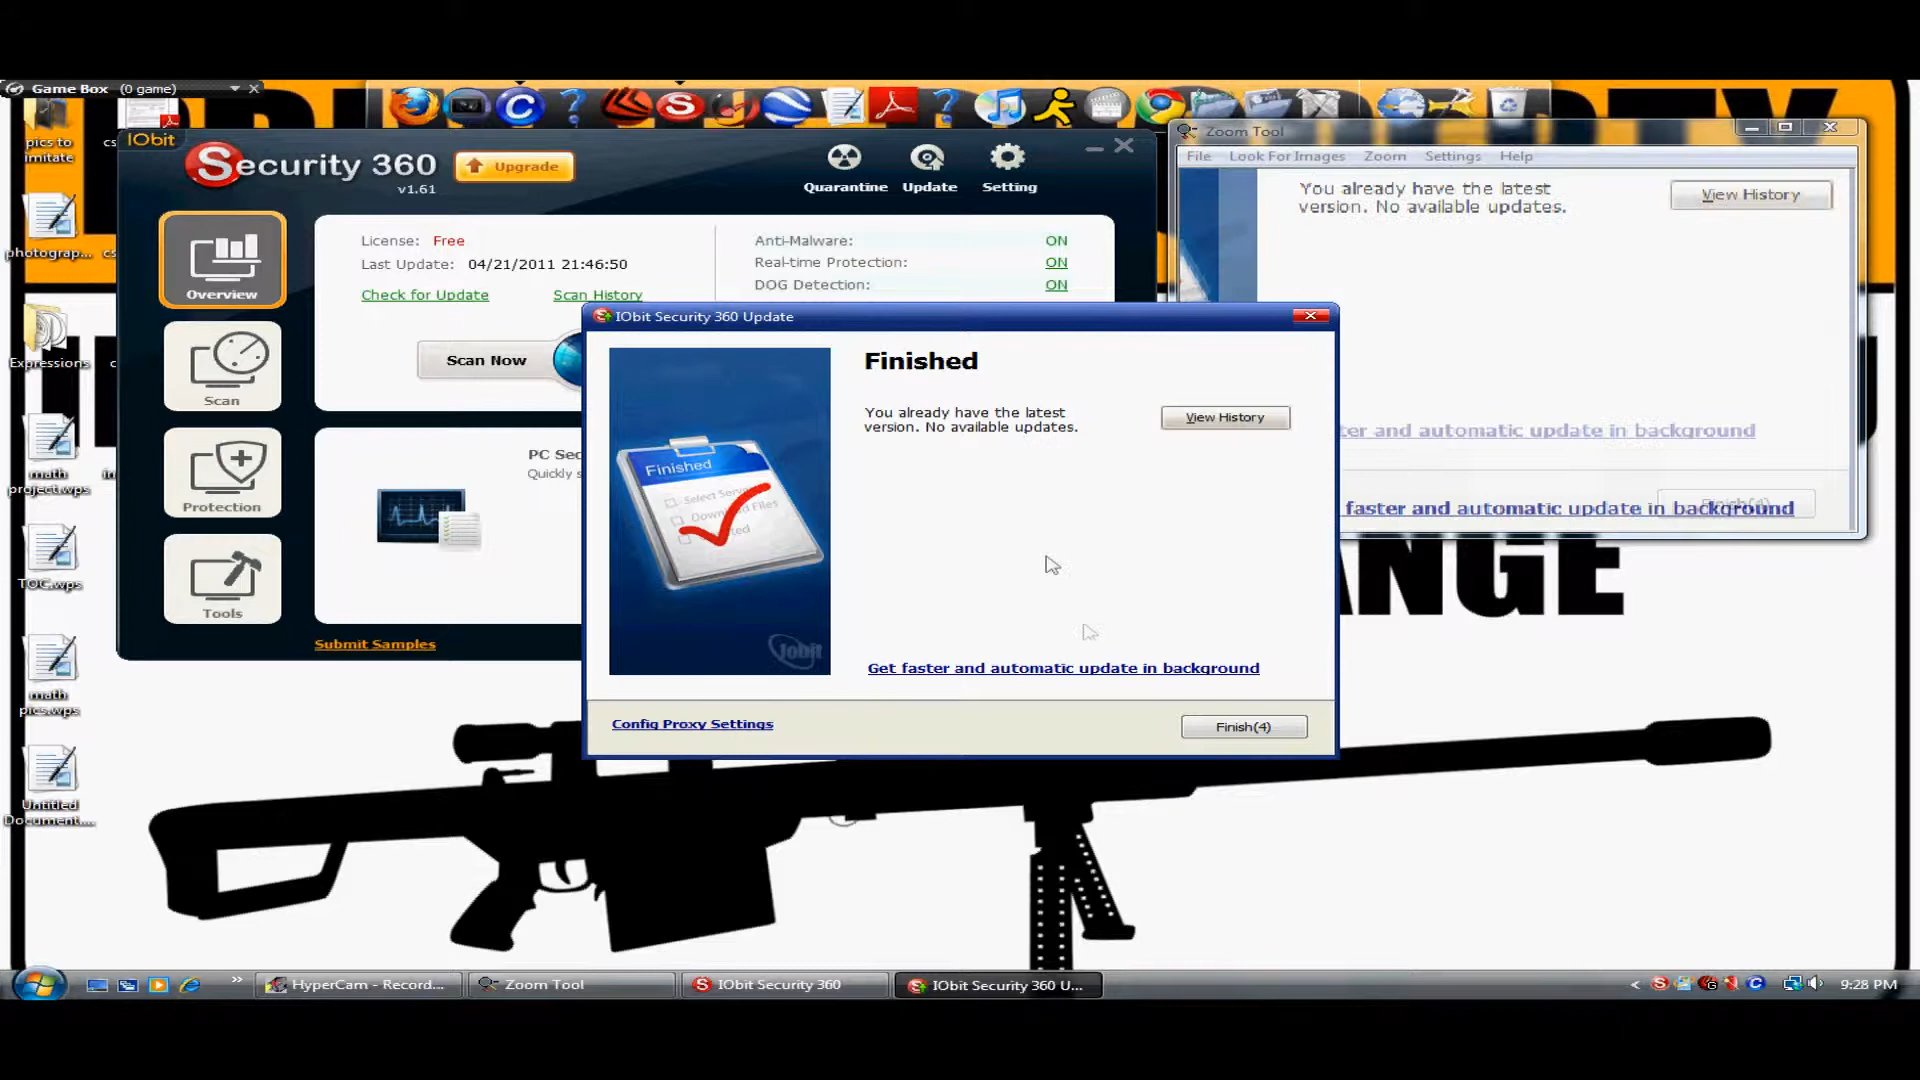 Game Box (0 game)
pics to
imitate
photograp...
Expressions
math
project.wps
TOC.wps
math
pics.wps
Untitled
Document....
IObit
Security 360
v1.61
Upgrade
Quarantine
Update
Setting
Overview
Scan
Protection
Tools
License: Free
Last Update: 04/21/2011 21:46:50
Check for Update
Scan History
Anti-Malware: ON
Real-time Protection: ON
DOG Detection: ON
Scan Now
PC Sec
Quickly s
Submit Samples
Zoom Tool
File Look For Images Zoom Settings Help
You already have the latest
version. No available updates.
View History
ter and automatic update in background
faster and automatic update in background
IObit Security 360 Update
Finished
You already have the latest
version. No available updates.
View History
Finished
Select Serv
Download Files
Iobit
Get faster and automatic update in background
Config Proxy Settings
Finish(4)
ANGE
HyperCam - Record...
Zoom Tool
IObit Security 360
IObit Security 360 U...
9:28 PM